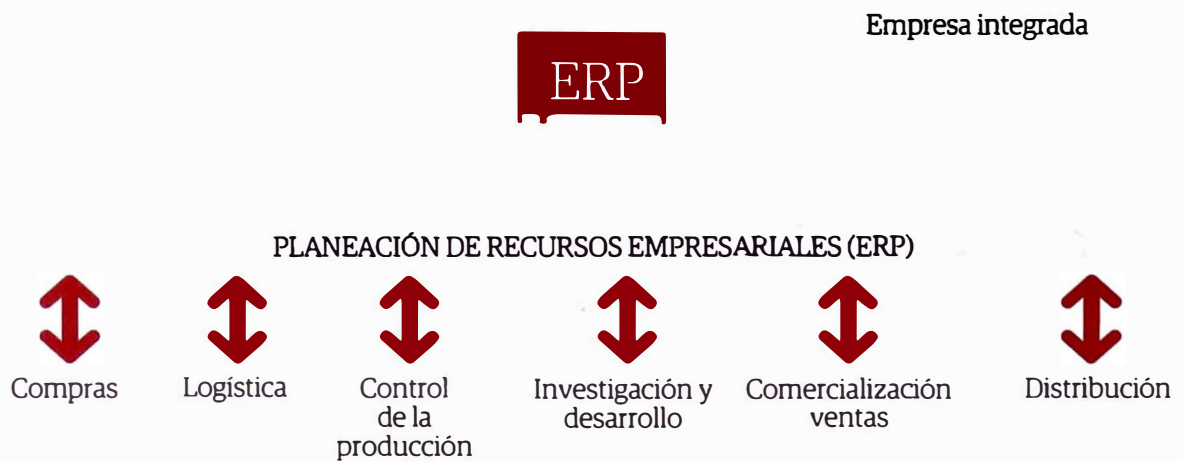 Empresa integrada
ERP
PLANEACIÓN DE RECURSOS EMPRESARIALES (ERP)
Compras
Logística
Control
de la
producción
Investigación y
desarrollo
Comercialización
ventas
Distribución